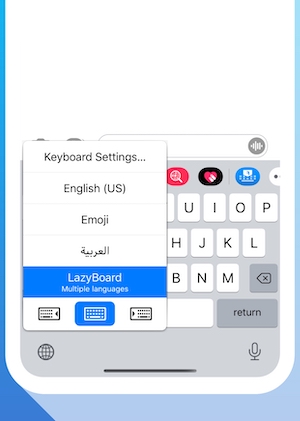 Keyboard Settings...
English (US)
Emoji
العربية
LazyBoard
Multiple languages
U I O P
H J K L
B N M
return